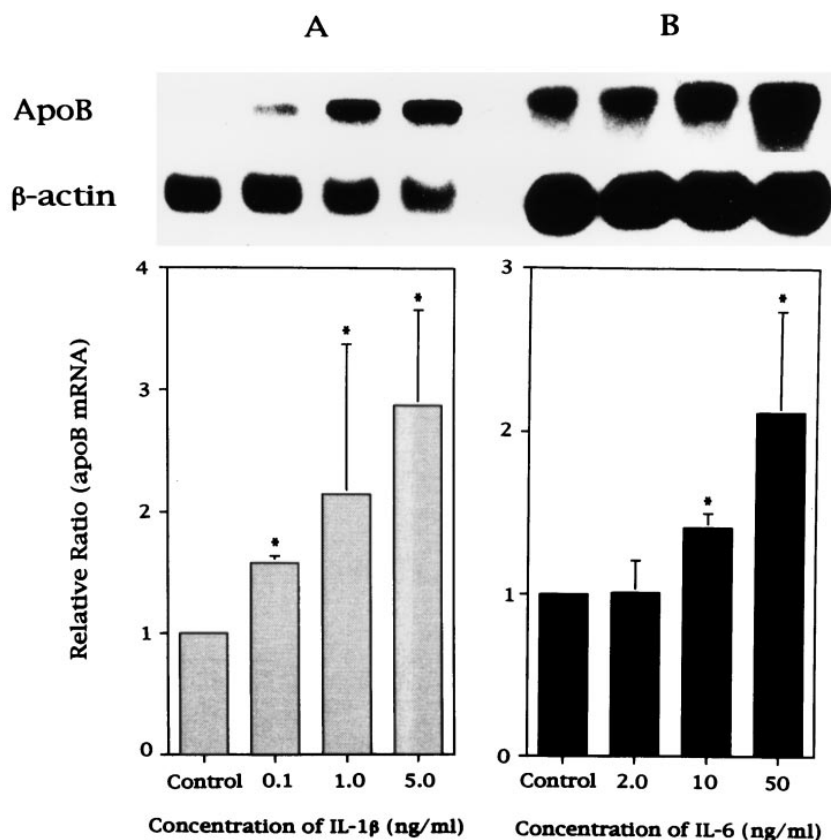 A B
ApoB
β-actin
4 3
3
2
2
1
1
0 0
Relative Ratio (apoB mRNA)
* * *
* *
Control 0.1 1.0 5.0 Control 2.0 10 50
Concentration of IL-1β (ng/ml) Concentration of IL-6 (ng/ml)